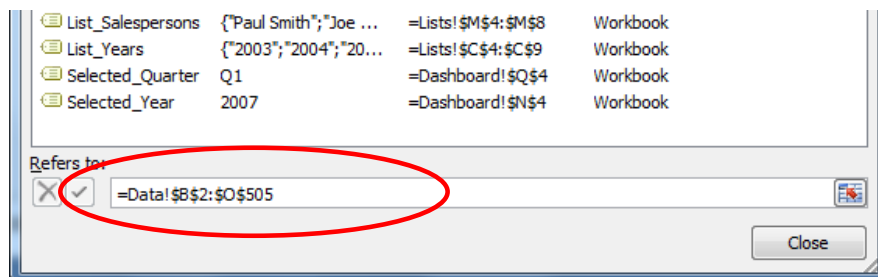 List_Salespersons {"Paul Smith";"Joe ... =Lists!$M$4:$M$8 Workbook
List_Years {"2003";"2004";"20... =Lists!$C$4:$C$9 Workbook
Selected_Quarter Q1 =Dashboard!$Q$4 Workbook
Selected_Year 2007 =Dashboard!$N$4 Workbook
Refers to:
=Data!$B$2:$O$505
Close